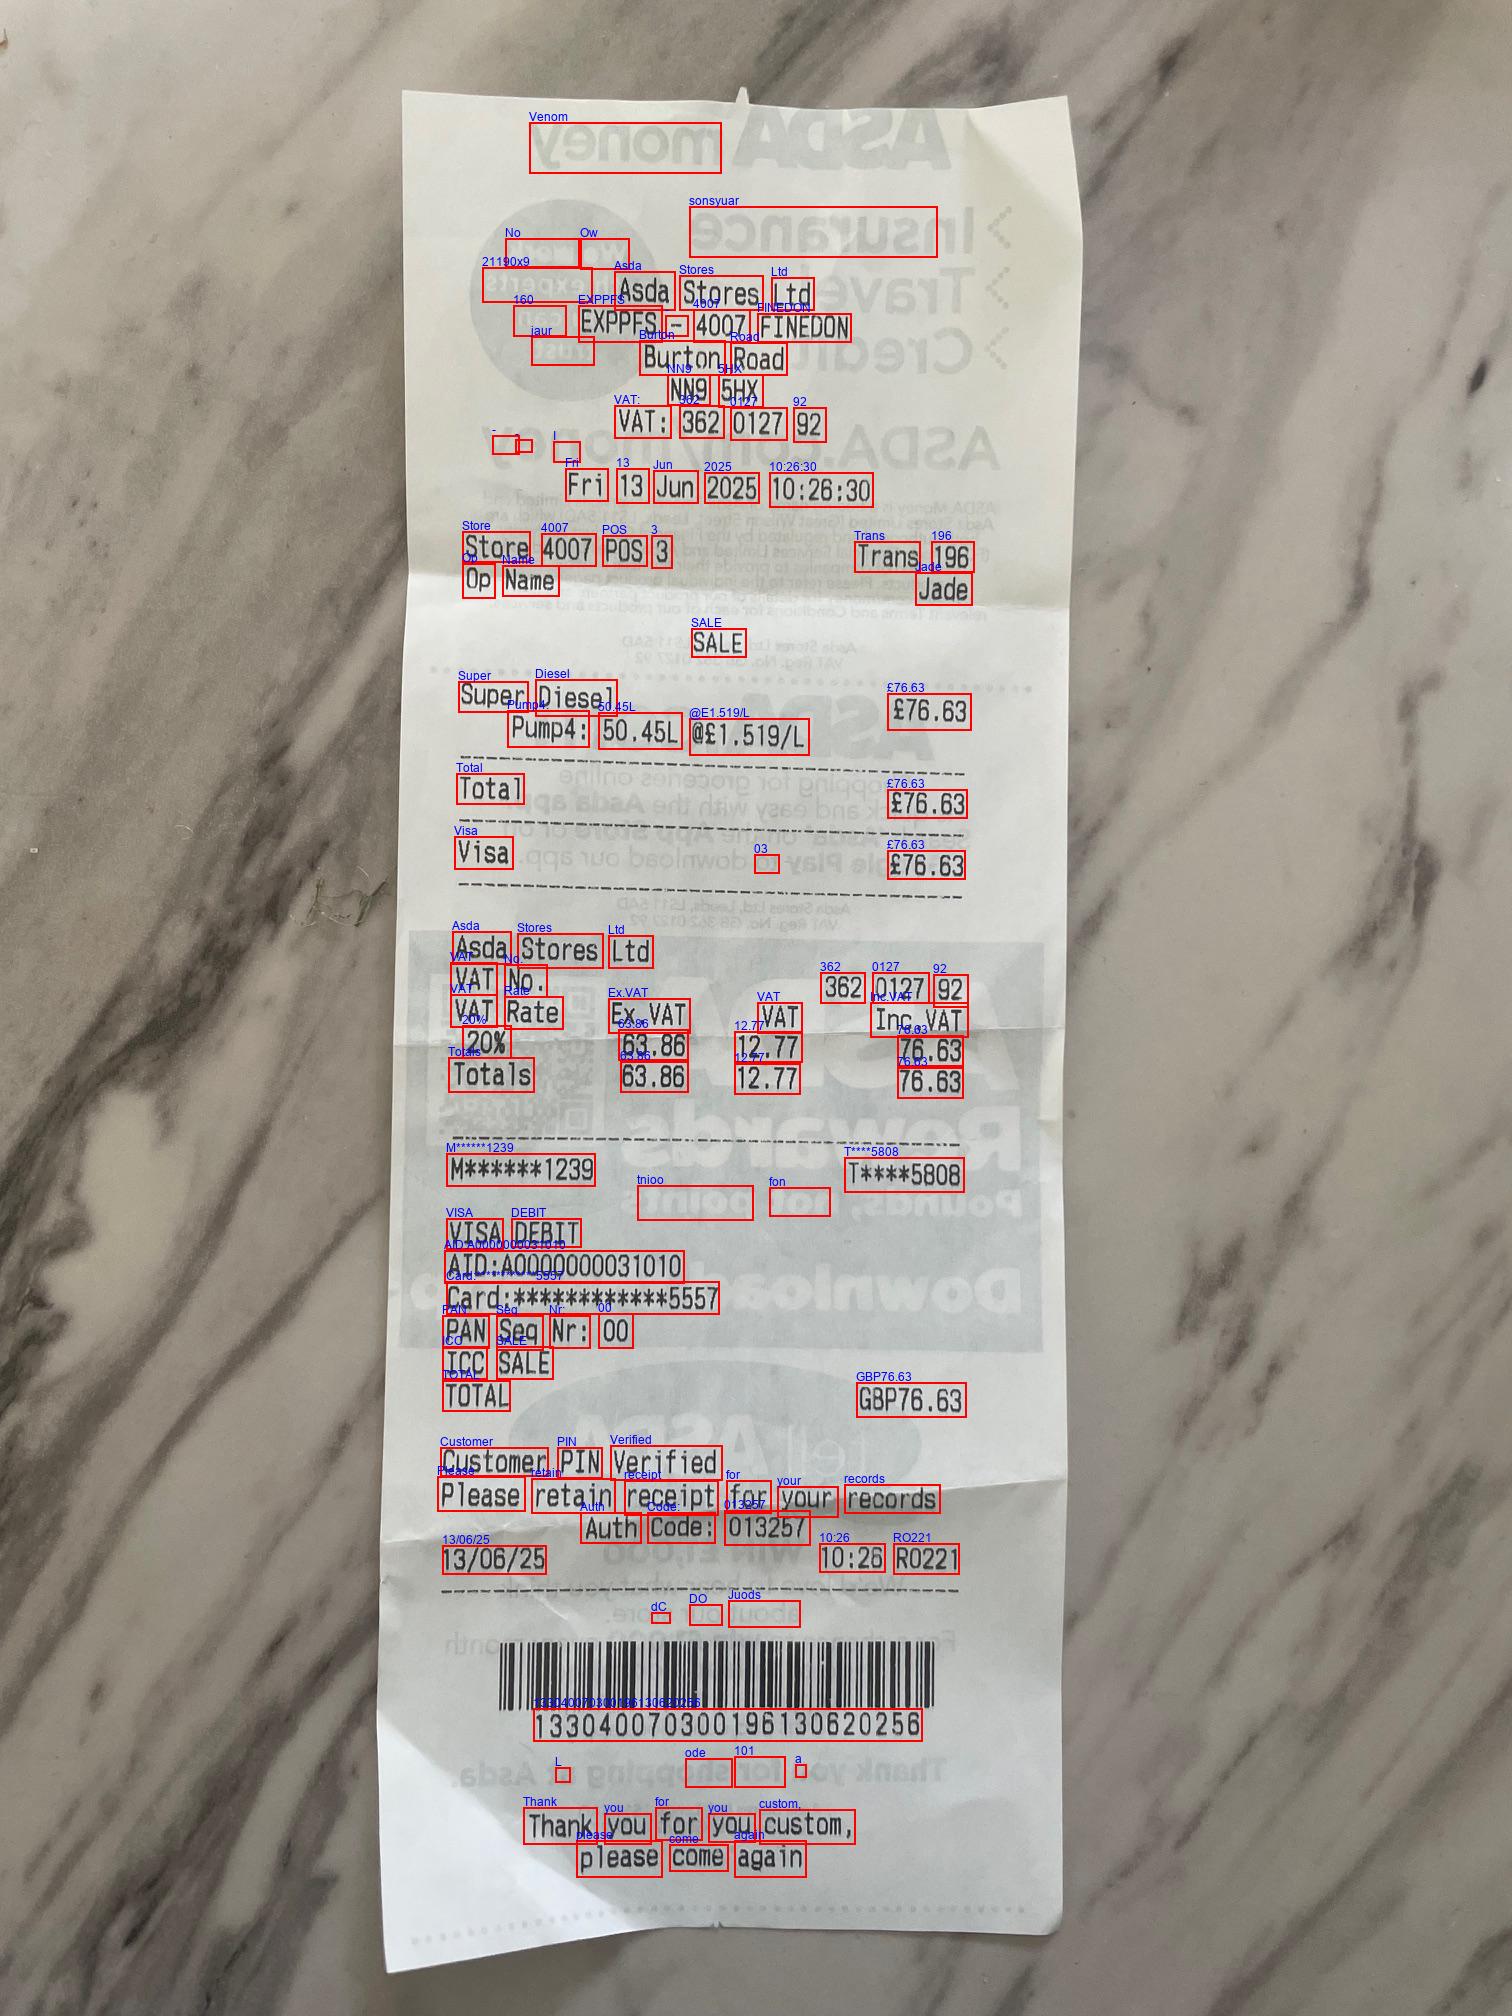 Asda Stores Ltd
EXPPFS - 4007 FINEDON
Burton Road
NN9 5HX
VAT: 362 0127 92
Fri 13 Jun 2025 10:26:30
Store 4007 POS 3 Trans 196
Op Name Jade
SALE
Super Diesel £76.63
Pump4: 50.45L @£1.519/L
Total £76.63
Visa £76.63
Asda Stores Ltd
VAT No. 362 0127 92
VAT Rate Ex.VAT VAT Inc.VAT
20% 63.86 12.77 76.63
Totals 63.86 12.77 76.63
M******1239 T****5808
VISA DEBIT
AID:A0000000031010
Card:************5557
PAN Seq Nr: 00
ICC SALE
TOTAL GBP76.63
Customer PIN Verified
Please retain receipt for your records
Auth Code: 013257
13/06/25 10:26 R0221
133040070300196130620256
Thank you for you custom,
please come again